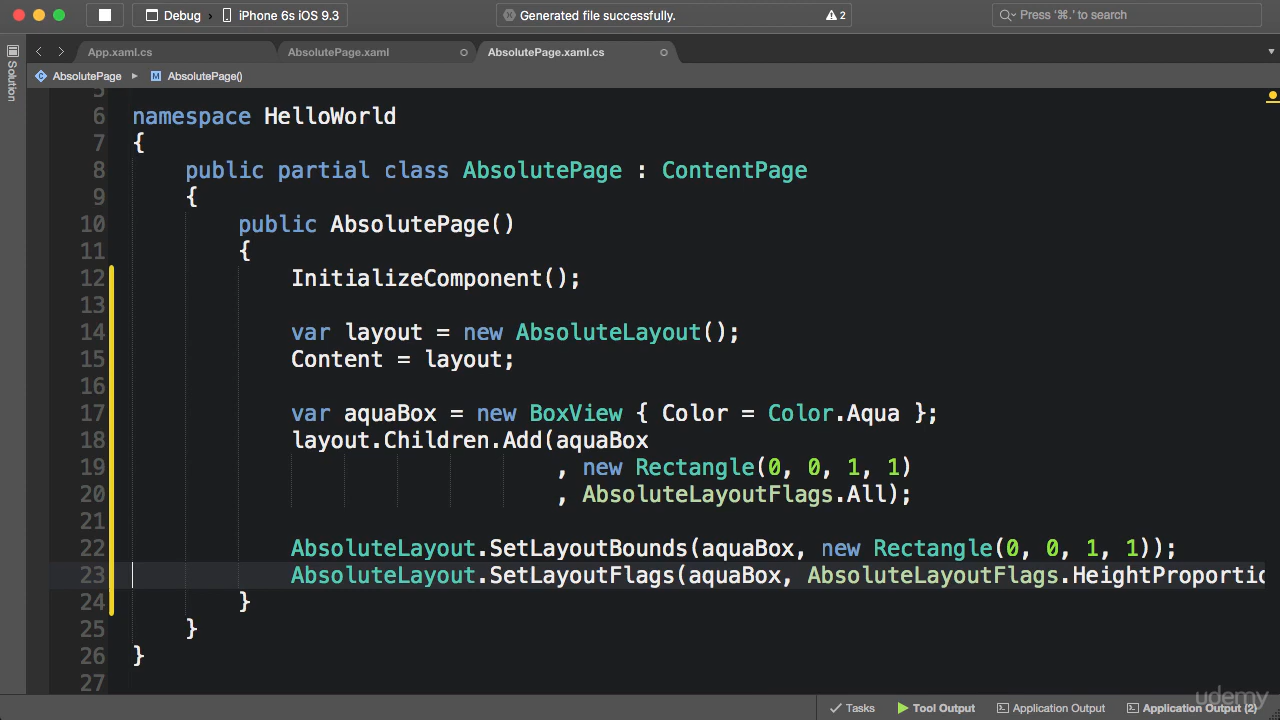 Debug › iPhone 6s iOS 9.3
Generated file successfully.
2
Press '⌘.' to search
App.xaml.cs
AbsolutePage.xaml
AbsolutePage.xaml.cs
Solution
AbsolutePage
AbsolutePage()
5
6 namespace HelloWorld
7 {
8 public partial class AbsolutePage : ContentPage
9 {
10 public AbsolutePage()
11 {
12 InitializeComponent();
13
14 var layout = new AbsoluteLayout();
15 Content = layout;
16
17 var aquaBox = new BoxView { Color = Color.Aqua };
18 layout.Children.Add(aquaBox
19 , new Rectangle(0, 0, 1, 1)
20 , AbsoluteLayoutFlags.All);
21
22 AbsoluteLayout.SetLayoutBounds(aquaBox, new Rectangle(0, 0, 1, 1));
23 AbsoluteLayout.SetLayoutFlags(aquaBox, AbsoluteLayoutFlags.HeightProportio
24 }
25 }
26 }
27
Tasks
Tool Output
Application Output
Application Output (2)
udemy